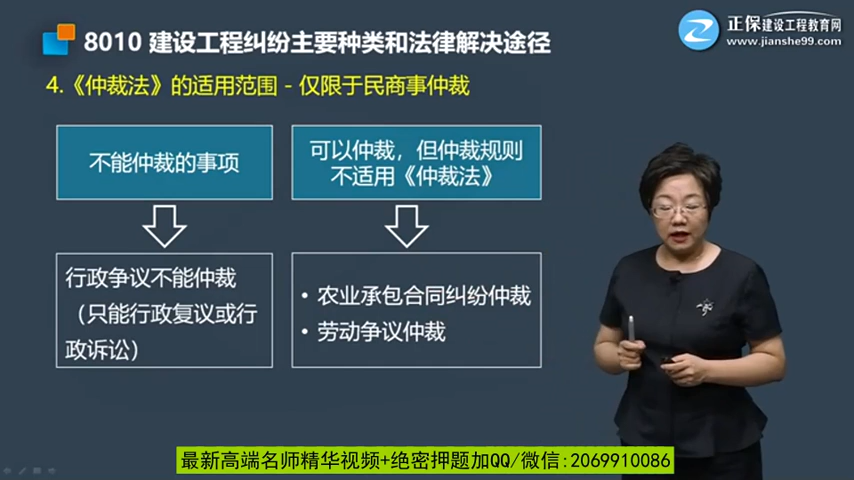 8010 建设工程纠纷主要种类和法律解决途径
正保建设工程教育网
www.jianshe99.com
4.《仲裁法》的适用范围－仅限于民商事仲裁
不能仲裁的事项
可以仲裁，但仲裁规则
不适用《仲裁法》
行政争议不能仲裁
（只能行政复议或行
政诉讼）
• 农业承包合同纠纷仲裁
• 劳动争议仲裁
最新高端名师精华视频+绝密押题加QQ/微信:2069910086